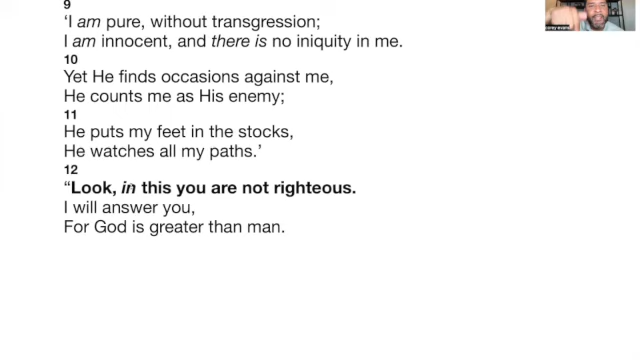 9
‘I am pure, without transgression;
I am innocent, and there is no iniquity in me.
10
Yet He finds occasions against me,
He counts me as His enemy;
11
He puts my feet in the stocks,
He watches all my paths.’
12
“Look, in this you are not righteous.
I will answer you,
For God is greater than man.